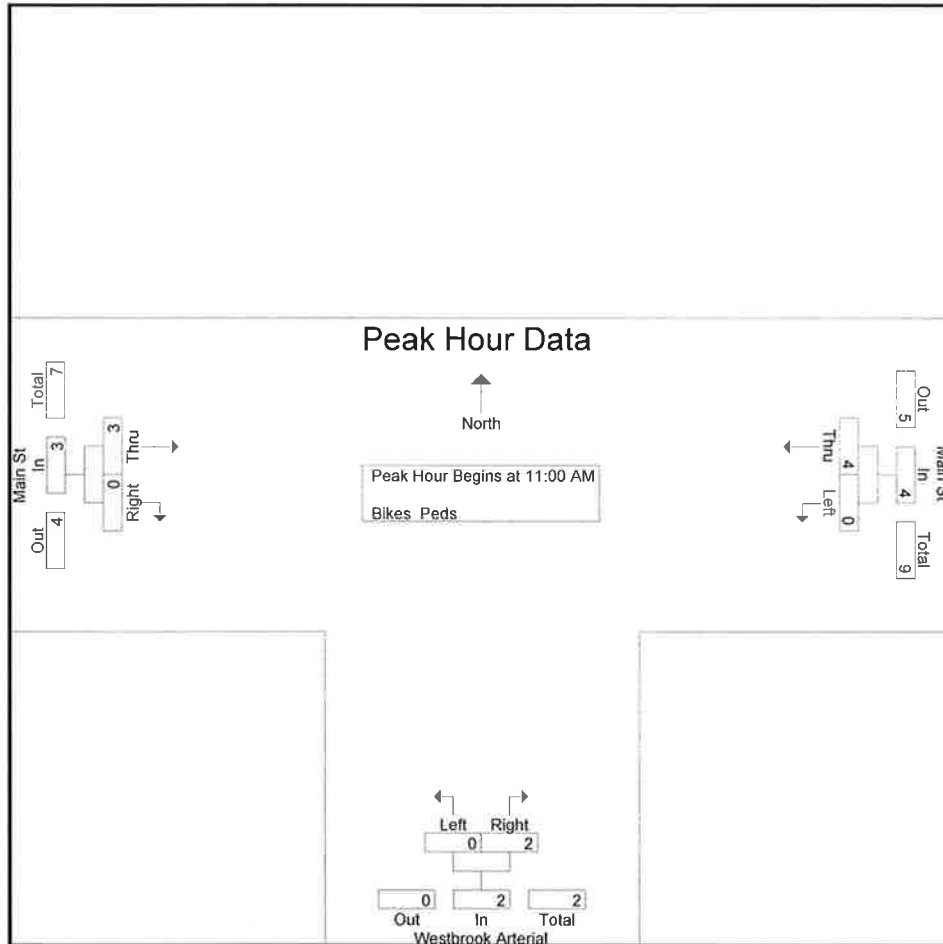 Peak Hour Data
North
Peak Hour Begins at 11:00 AM
Bikes Peds
Main St
Out In Total
4 3 7
Right Thru
0 3
Main St
Out In Total
5 4 9
Thru Left
4 0
Left Right
0 2
0 2 2
Out In Total
Westbrook Arterial